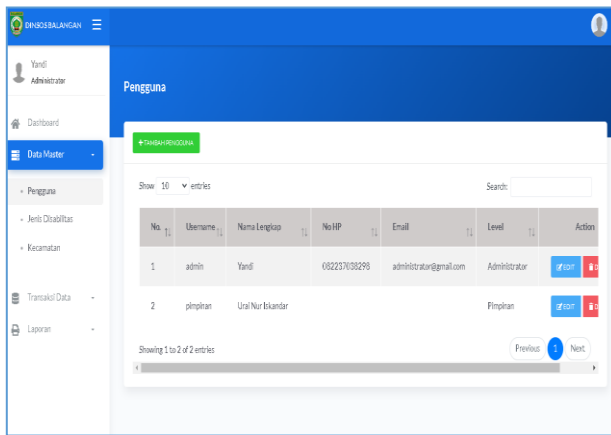 DINSOS BALANGAN
Yandi
Administrator
Dashboard
Data Master
Pengguna
Jenis Disabilitas
Kecamatan
Transaksi Data
Laporan
Pengguna
+TAMBAH PENGGUNA
Show 10 entries
Search:
No. Username Nama Lengkap No HP Email Level Action
1 admin Yandi 082237038298 administrator@gmail.com Administrator EDIT D
2 pimpinan Urai Nur Iskandar Pimpinan EDIT D
Showing 1 to 2 of 2 entries
Previous 1 Next